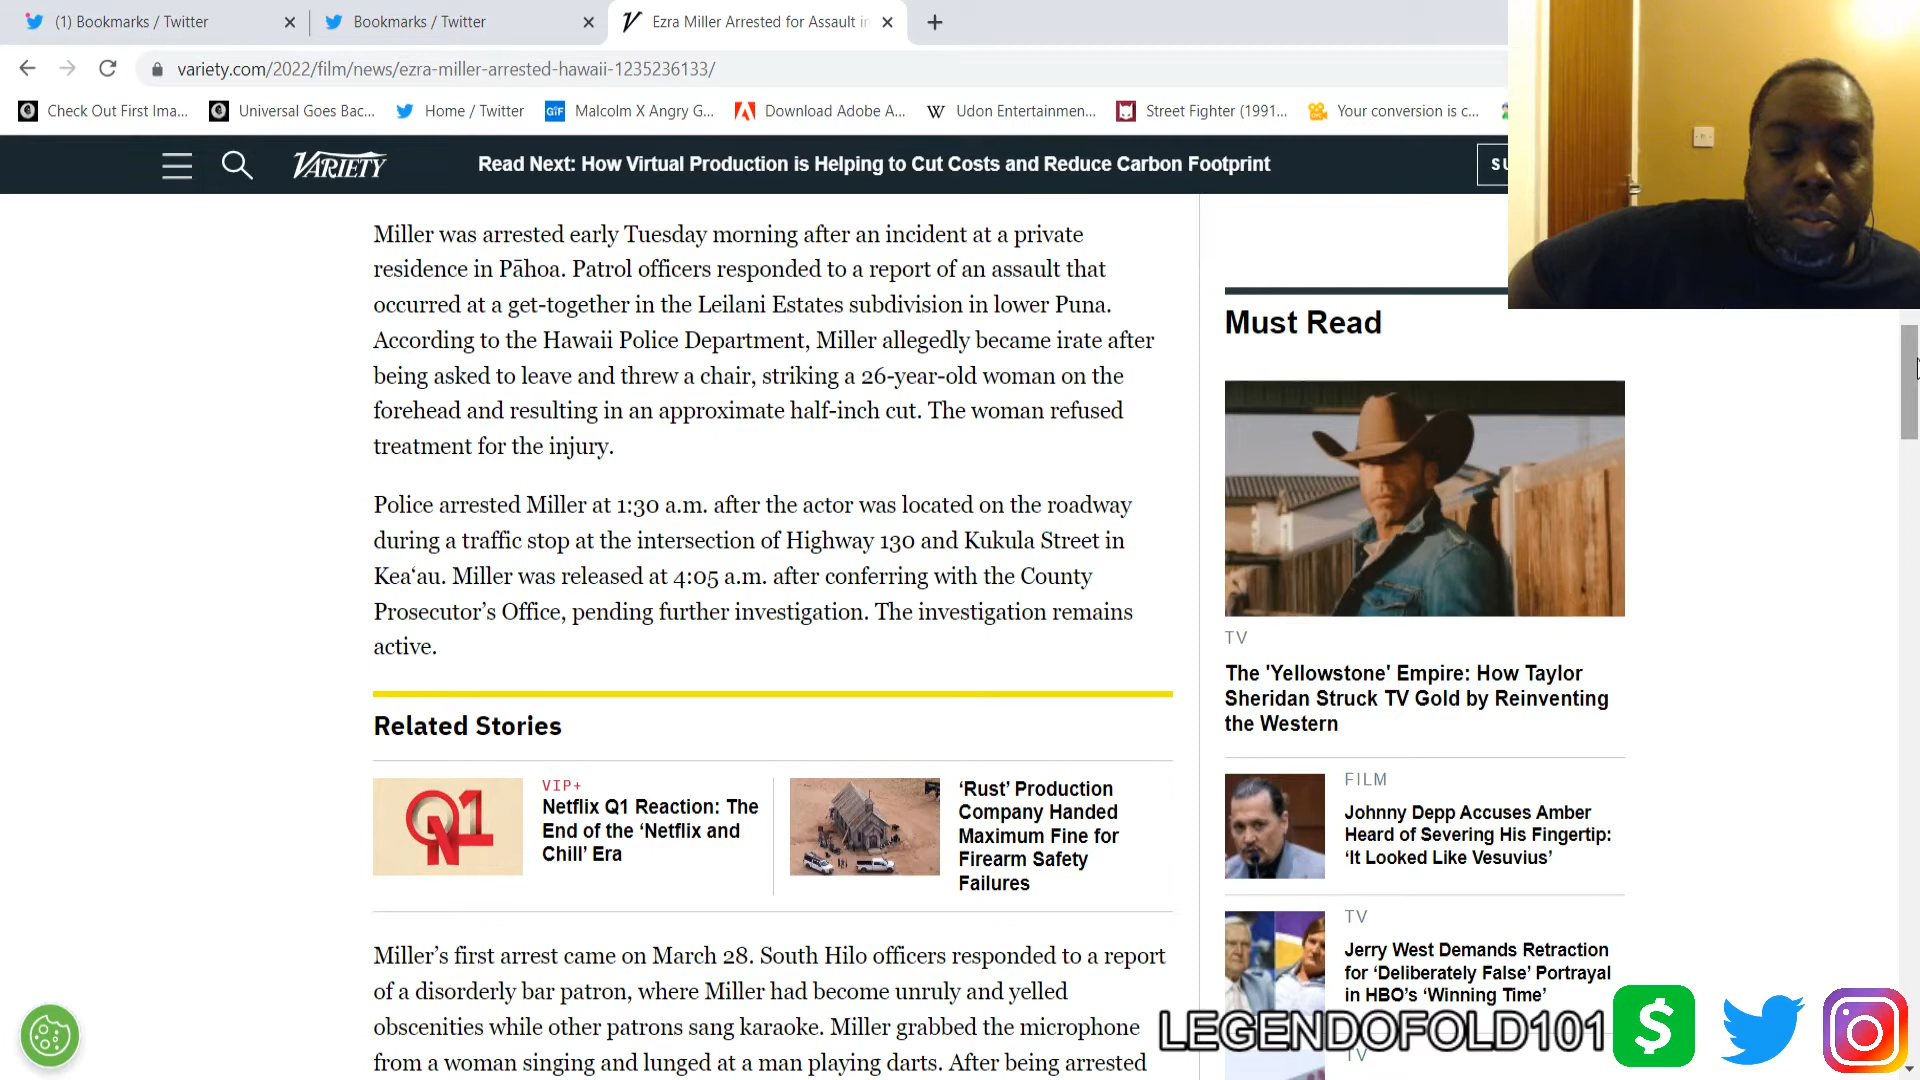 (1) Bookmarks / Twitter
Bookmarks / Twitter
Ezra Miller Arrested for Assault in
variety.com/2022/film/news/ezra-miller-arrested-hawaii-1235236133/
Check Out First Ima...
Universal Goes Bac...
Home / Twitter
GIF
Malcolm X Angry G...
Download Adobe A...
W
Udon Entertainmen...
Street Fighter (1991...
Your conversion is c...
VARIETY
Read Next: How Virtual Production is Helping to Cut Costs and Reduce Carbon Footprint
SU
Miller was arrested early Tuesday morning after an incident at a private
residence in Pāhoa. Patrol officers responded to a report of an assault that
occurred at a get-together in the Leilani Estates subdivision in lower Puna.
According to the Hawaii Police Department, Miller allegedly became irate after
being asked to leave and threw a chair, striking a 26-year-old woman on the
forehead and resulting in an approximate half-inch cut. The woman refused
treatment for the injury.
Police arrested Miller at 1:30 a.m. after the actor was located on the roadway
during a traffic stop at the intersection of Highway 130 and Kukula Street in
Kea‘au. Miller was released at 4:05 a.m. after conferring with the County
Prosecutor’s Office, pending further investigation. The investigation remains
active.
Related Stories
Q1
N
VIP+
Netflix Q1 Reaction: The
End of the ‘Netflix and
Chill’ Era
‘Rust’ Production
Company Handed
Maximum Fine for
Firearm Safety
Failures
Miller’s first arrest came on March 28. South Hilo officers responded to a report
of a disorderly bar patron, where Miller had become unruly and yelled
obscenities while other patrons sang karaoke. Miller grabbed the microphone
from a woman singing and lunged at a man playing darts. After being arrested
Must Read
TV
The 'Yellowstone' Empire: How Taylor
Sheridan Struck TV Gold by Reinventing
the Western
FILM
Johnny Depp Accuses Amber
Heard of Severing His Fingertip:
‘It Looked Like Vesuvius’
TV
Jerry West Demands Retraction
for ‘Deliberately False’ Portrayal
in HBO’s ‘Winning Time’
TV
LEGENDOFOLD101
$